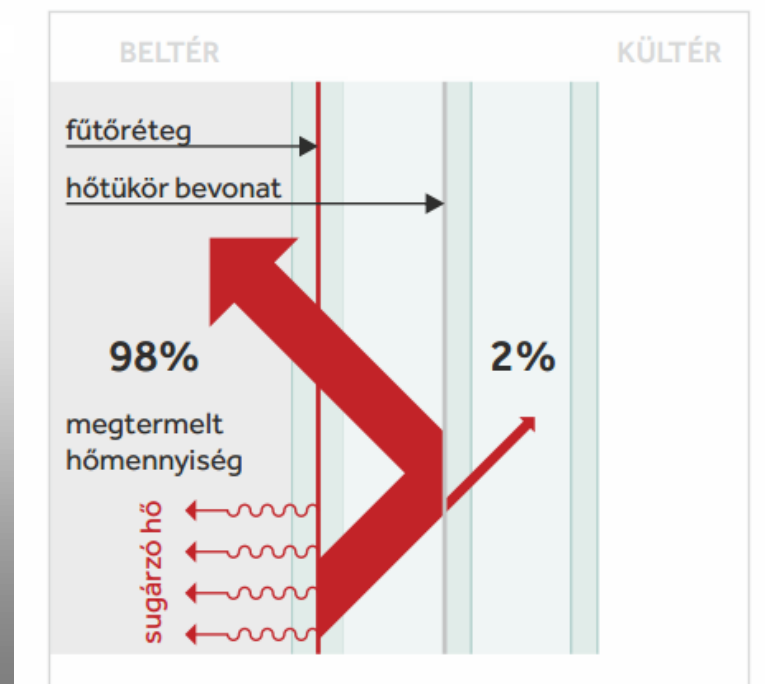 BELTÉR
KÜLTÉR
fűtőréteg
hőtükör bevonat
98%
2%
megtermelt
hőmennyiség
sugárzó hő